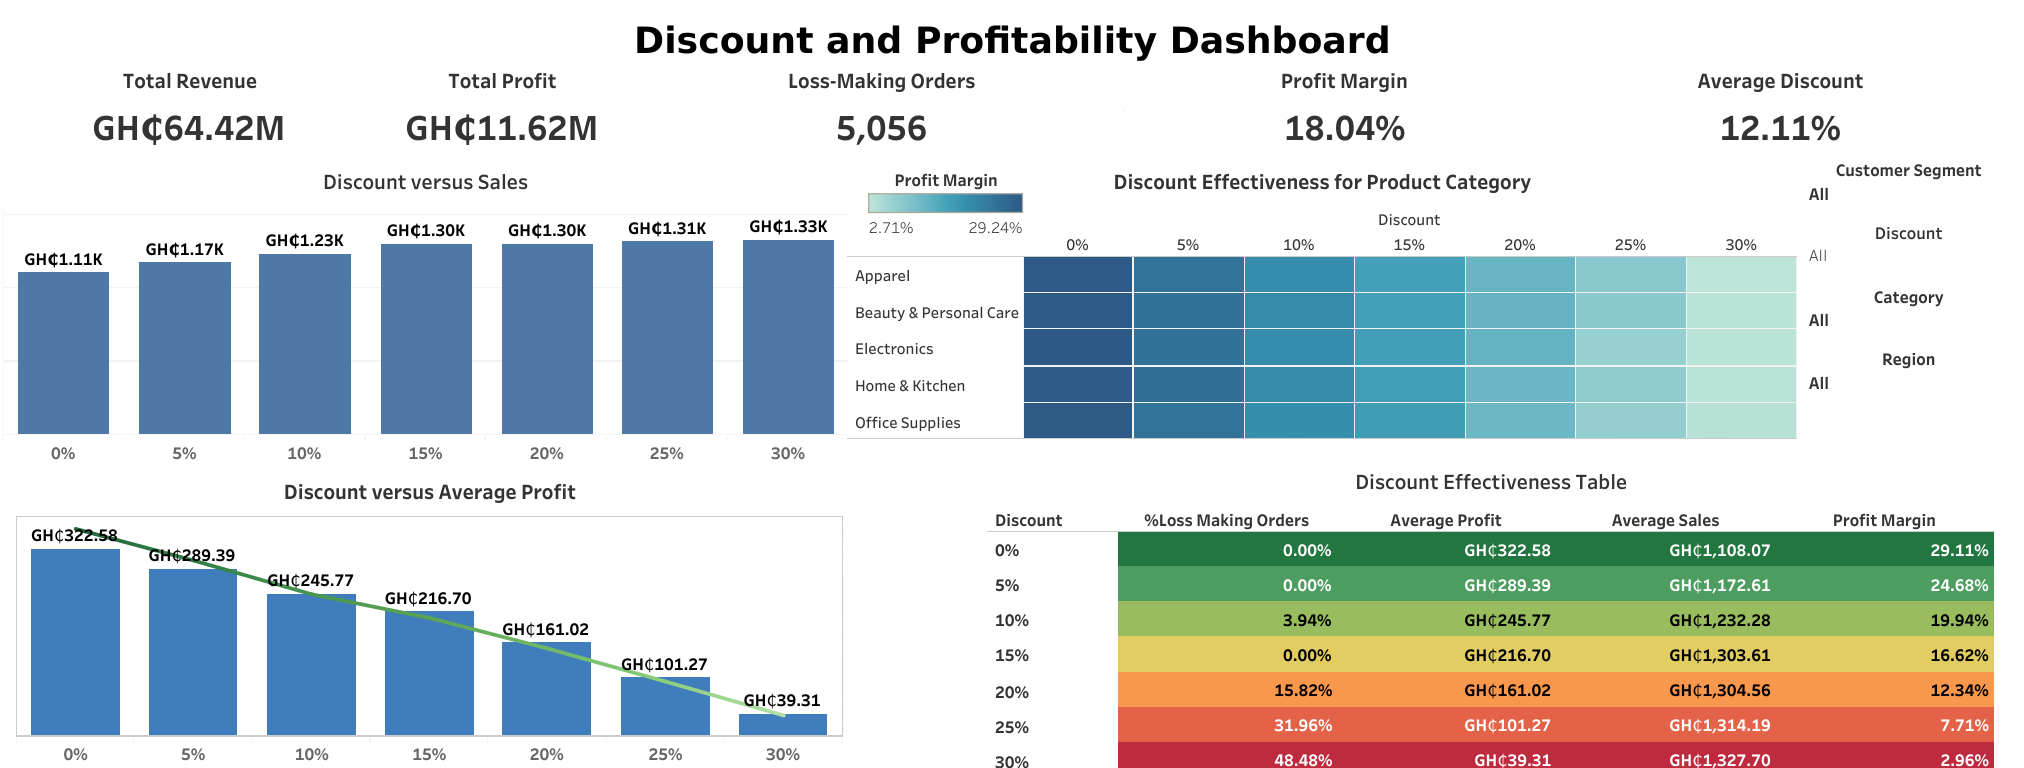 Discount and Profitability Dashboard
Total Revenue
GH₵64.42M
Total Profit
GH₵11.62M
Loss-Making Orders
5,056
Profit Margin
18.04%
Average Discount
12.11%
Discount versus Sales
GH₵1.11K GH₵1.17K GH₵1.23K GH₵1.30K GH₵1.30K GH₵1.31K GH₵1.33K
0% 5% 10% 15% 20% 25% 30%
Profit Margin
2.71% 29.24%
Discount Effectiveness for Product Category
Discount
0% 5% 10% 15% 20% 25% 30%
Apparel
Beauty & Personal Care
Electronics
Home & Kitchen
Office Supplies
Customer Segment
All
Discount
All
Category
All
Region
All
Discount versus Average Profit
GH₵322.58 GH₵289.39 GH₵245.77 GH₵216.70 GH₵161.02 GH₵101.27 GH₵39.31
0% 5% 10% 15% 20% 25% 30%
Discount Effectiveness Table
Discount %Loss Making Orders Average Profit Average Sales Profit Margin
0% 0.00% GH₵322.58 GH₵1,108.07 29.11%
5% 0.00% GH₵289.39 GH₵1,172.61 24.68%
10% 3.94% GH₵245.77 GH₵1,232.28 19.94%
15% 0.00% GH₵216.70 GH₵1,303.61 16.62%
20% 15.82% GH₵161.02 GH₵1,304.56 12.34%
25% 31.96% GH₵101.27 GH₵1,314.19 7.71%
30% 48.48% GH₵39.31 GH₵1,327.70 2.96%